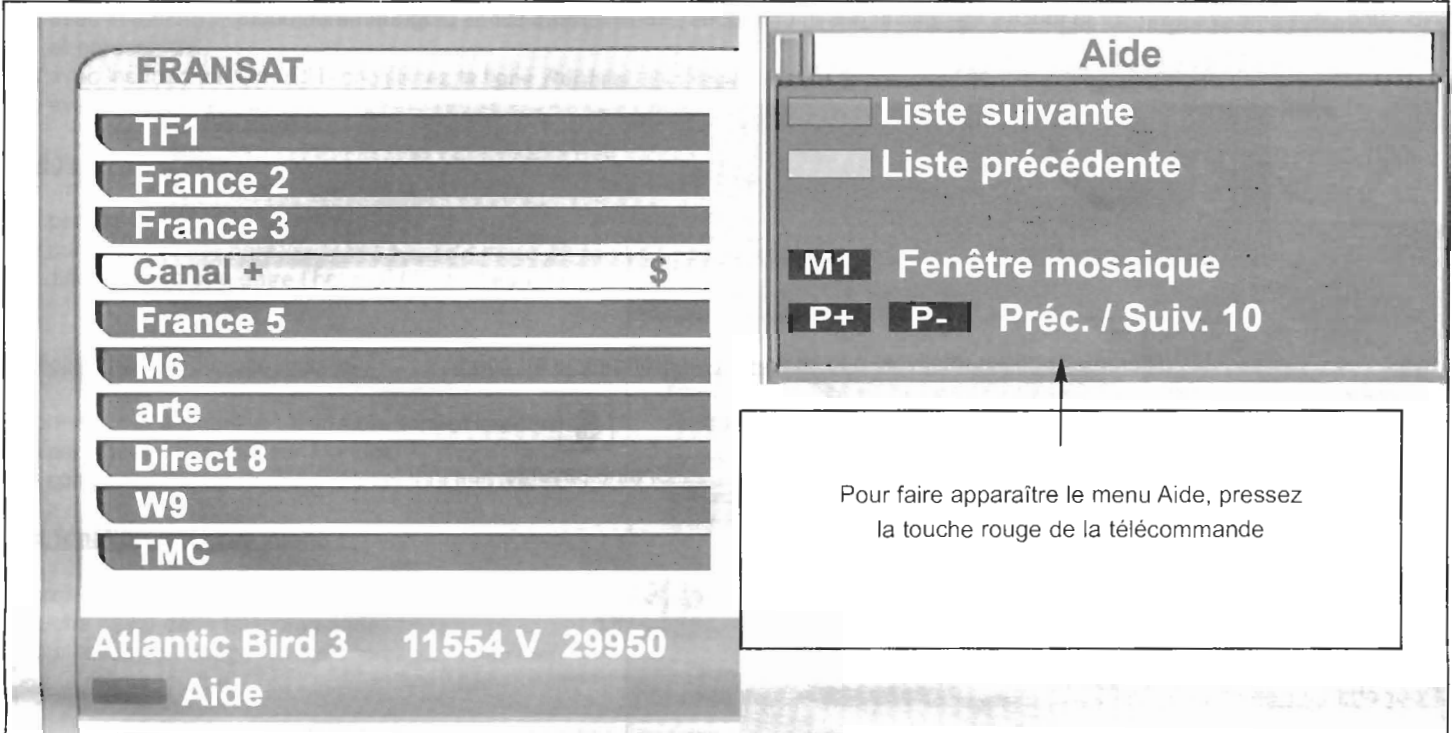 FRANSAT
TF1
France 2
France 3
Canal + $
France 5
M6
arte
Direct 8
W9
TMC
Atlantic Bird 3 11554 V 29950
Aide
Aide
Liste suivante
Liste précédente
M1 Fenêtre mosaique
P+ P- Préc. / Suiv. 10
Pour faire apparaître le menu Aide, pressez
la touche rouge de la télécommande